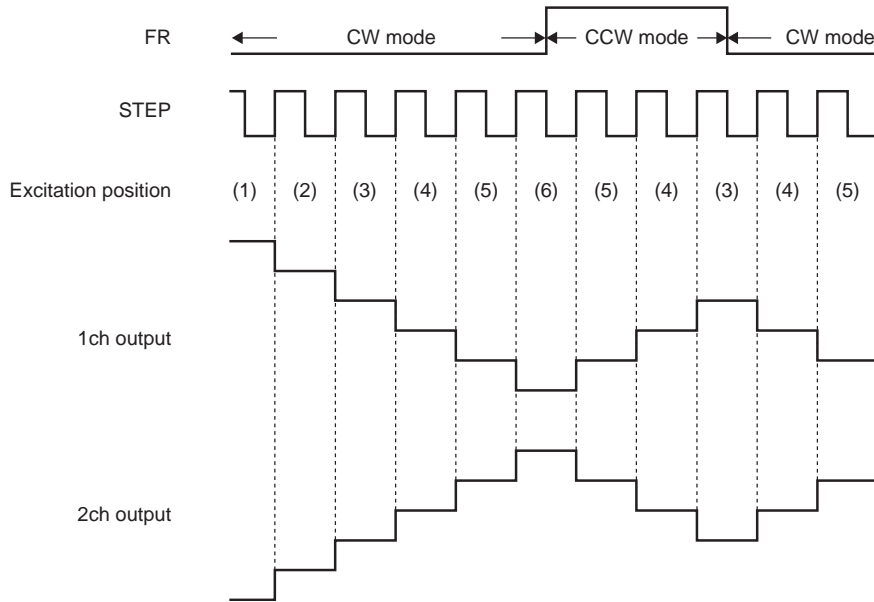 FR CW mode CCW mode CW mode
STEP
Excitation position (1) (2) (3) (4) (5) (6) (5) (4) (3) (4) (5)
1ch output
2ch output